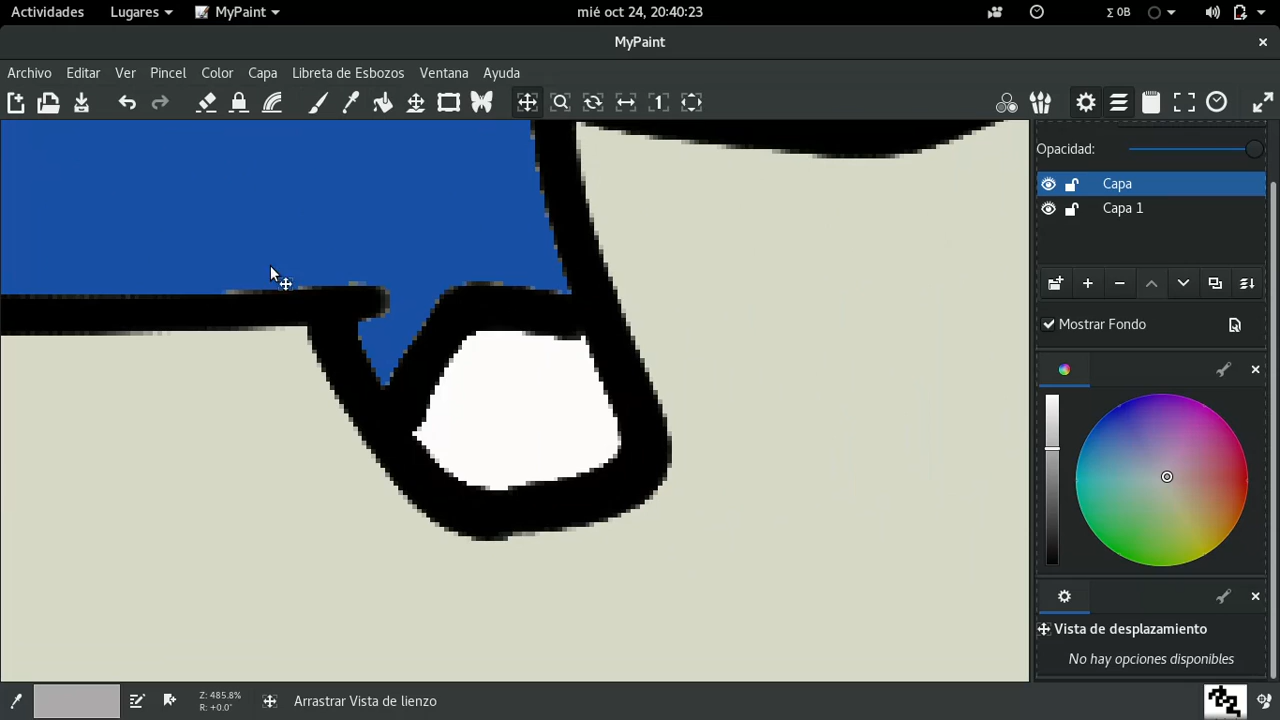 Actividades Lugares MyPaint mié oct 24, 20:40:23 Σ 0B
MyPaint
Archivo Editar Ver Pincel Color Capa Libreta de Esbozos Ventana Ayuda
1
Opacidad:
Capa
Capa 1
Mostrar Fondo
Vista de desplazamiento
No hay opciones disponibles
Z: 485.8%
R: +0.0°
Arrastrar Vista de lienzo